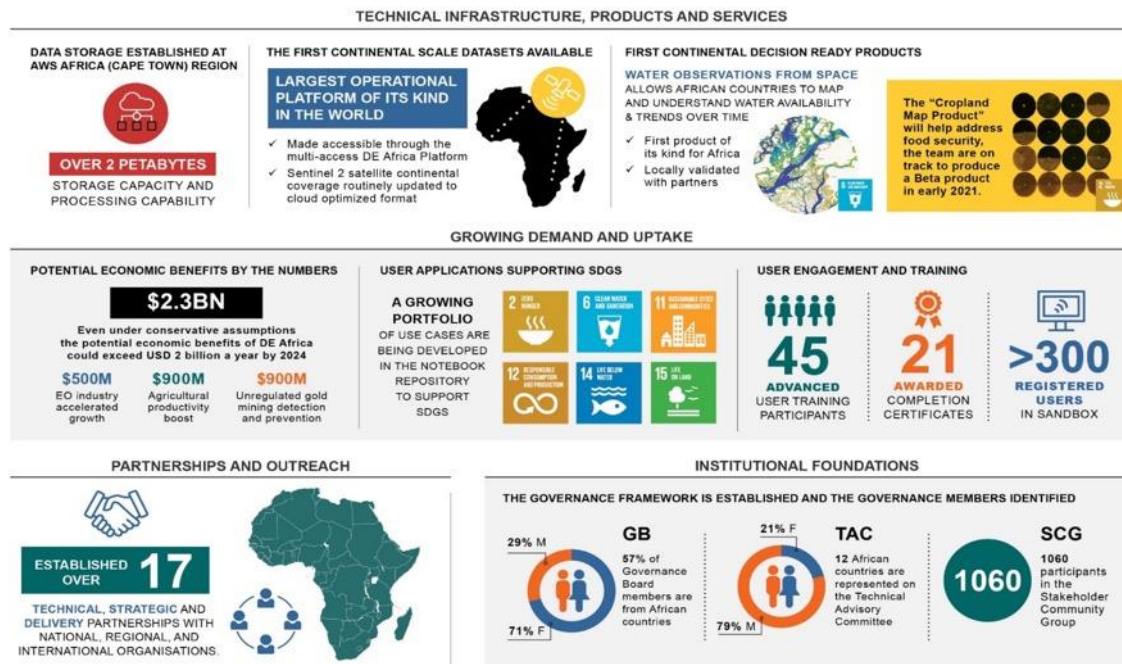 TECHNICAL INFRASTRUCTURE, PRODUCTS AND SERVICES
DATA STORAGE ESTABLISHED AT
AWS AFRICA (CAPE TOWN) REGION
OVER 2 PETABYTES
STORAGE CAPACITY AND
PROCESSING CAPABILITY
THE FIRST CONTINENTAL SCALE DATASETS AVAILABLE
LARGEST OPERATIONAL
PLATFORM OF ITS KIND
IN THE WORLD
✓ Made accessible through the
multi-access DE Africa Platform
✓ Sentinel 2 satellite continental
coverage routinely updated to
cloud optimized format
FIRST CONTINENTAL DECISION READY PRODUCTS
WATER OBSERVATIONS FROM SPACE
ALLOWS AFRICAN COUNTRIES TO MAP
AND UNDERSTAND WATER AVAILABILITY
& TRENDS OVER TIME
✓ First product of
its kind for Africa
✓ Locally validated
with partners
6
The "Cropland
Map Product"
will help address
food security,
the team are on
track to produce
a Beta product
in early 2021.
2
GROWING DEMAND AND UPTAKE
POTENTIAL ECONOMIC BENEFITS BY THE NUMBERS
$2.3BN
Even under conservative assumptions
the potential economic benefits of DE Africa
could exceed USD 2 billion a year by 2024
$500M
EO industry
accelerated
growth
$900M
Agricultural
productivity
boost
$900M
Unregulated gold
mining detection
and prevention
USER APPLICATIONS SUPPORTING SDGS
A GROWING
PORTFOLIO
OF USE CASES ARE
BEING DEVELOPED
IN THE NOTEBOOK
REPOSITORY
TO SUPPORT
SDGS
2 ZERO
HUNGER
6 CLEAN WATER
AND SANITATION
11 SUSTAINABLE CITIES
AND COMMUNITIES
12 RESPONSIBLE
CONSUMPTION
AND PRODUCTION
14 LIFE BELOW
WATER
15 LIFE
ON LAND
USER ENGAGEMENT AND TRAINING
45
ADVANCED
USER TRAINING
PARTICIPANTS
21
AWARDED
COMPLETION
CERTIFICATES
>300
REGISTERED
USERS
IN SANDBOX
PARTNERSHIPS AND OUTREACH
ESTABLISHED
OVER 17
TECHNICAL, STRATEGIC AND
DELIVERY PARTNERSHIPS WITH
NATIONAL, REGIONAL, AND
INTERNATIONAL ORGANISATIONS.
INSTITUTIONAL FOUNDATIONS
THE GOVERNANCE FRAMEWORK IS ESTABLISHED AND THE GOVERNANCE MEMBERS IDENTIFIED
29% M
71% F
GB
57% of
Governance
Board
members are
from African
countries
21% F
79% M
TAC
12 African
countries are
represented on
the Technical
Advisory
Committee
1060
SCG
1060
participants
in the
Stakeholder
Community
Group